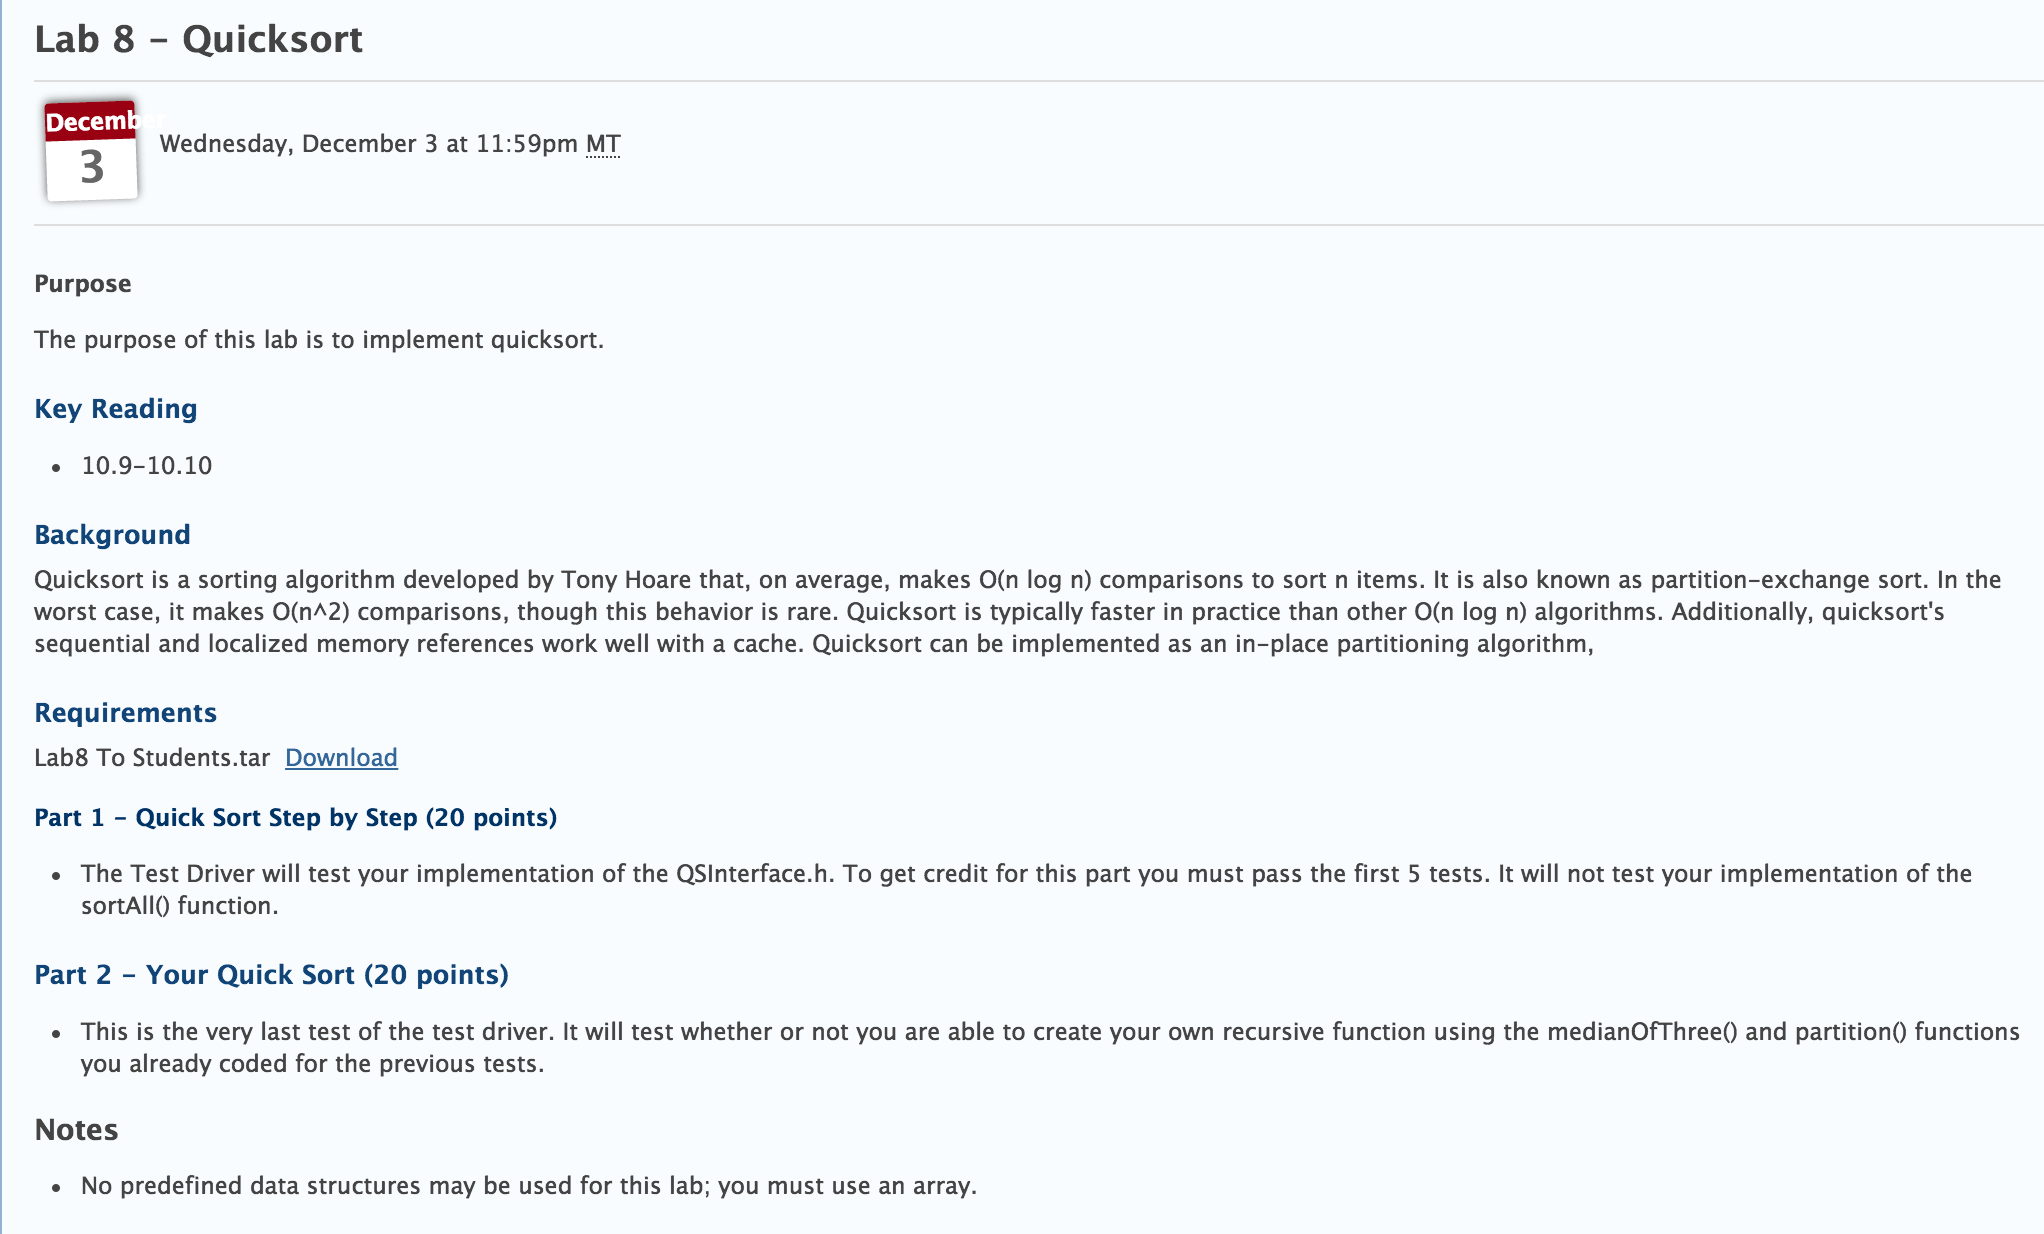 Lab 8 – Quicksort
December
3
Wednesday, December 3 at 11:59pm MT
Purpose
The purpose of this lab is to implement quicksort.
Key Reading
• 10.9–10.10
Background
Quicksort is a sorting algorithm developed by Tony Hoare that, on average, makes O(n log n) comparisons to sort n items. It is also known as partition–exchange sort. In the
worst case, it makes O(n^2) comparisons, though this behavior is rare. Quicksort is typically faster in practice than other O(n log n) algorithms. Additionally, quicksort's
sequential and localized memory references work well with a cache. Quicksort can be implemented as an in–place partitioning algorithm,
Requirements
Lab8 To Students.tar Download
Part 1 – Quick Sort Step by Step (20 points)
• The Test Driver will test your implementation of the QSInterface.h. To get credit for this part you must pass the first 5 tests. It will not test your implementation of the
sortAll() function.
Part 2 – Your Quick Sort (20 points)
• This is the very last test of the test driver. It will test whether or not you are able to create your own recursive function using the medianOfThree() and partition() functions
you already coded for the previous tests.
Notes
• No predefined data structures may be used for this lab; you must use an array.